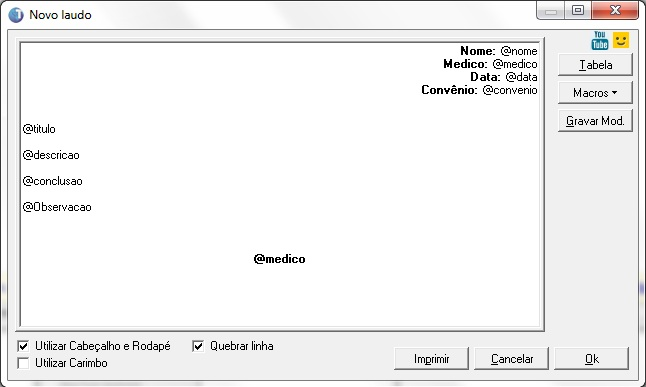 Novo laudo
You
Tube
Nome: @nome
Medico: @medico
Data: @data
Convênio: @convenio
Tabela
Macros
Gravar Mod.
@titulo
@descricao
@conclusao
@Observacao
@medico
Utilizar Cabeçalho e Rodapé
Quebrar linha
Utilizar Carimbo
Imprimir
Cancelar
Ok